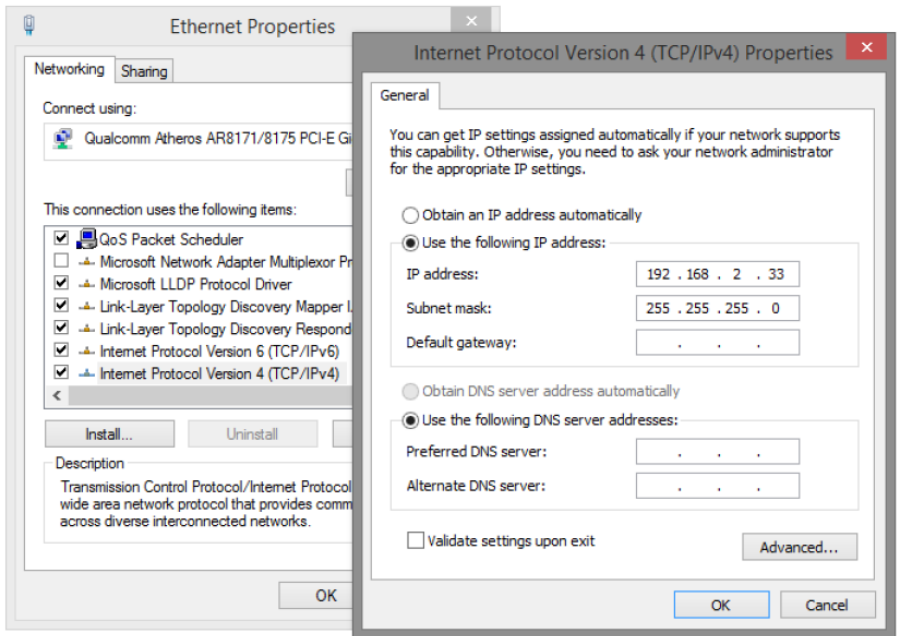 Ethernet Properties
Networking
Sharing
Connect using:
Qualcomm Atheros AR8171/8175 PCI-E
This connection uses the following items:
QoS Packet Scheduler
Microsoft Network Adapter Multiplexor
Microsoft LLDP Protocol Driver
Link-Layer Topology Discovery Mapper
Link-Layer Topology Discovery
Internet Protocol Version 6 (TCP/IPv6)
Internet Protocol Version 4 (TCP/IPv4)
Install...
Uninstall
Description
Transmission Control Protocol/Internet Protocol
wide area network protocol that provides
across diverse interconnected networks.
OK
Internet Protocol Version 4 (TCP/IPv4) Properties
General
You can get IP settings assigned automatically if your network supports
this capability. Otherwise, you need to ask your network administrator
for the appropriate IP settings.
Obtain an IP address automatically
Use the following IP address:
IP address: 192 . 168 . 2 . 33
Subnet mask: 255 . 255 . 255 . 0
Default gateway: . . .
Obtain DNS server address automatically
Use the following DNS server addresses:
Preferred DNS server: . . .
Alternate DNS server: . . .
Validate settings upon exit
Advanced...
OK
Cancel